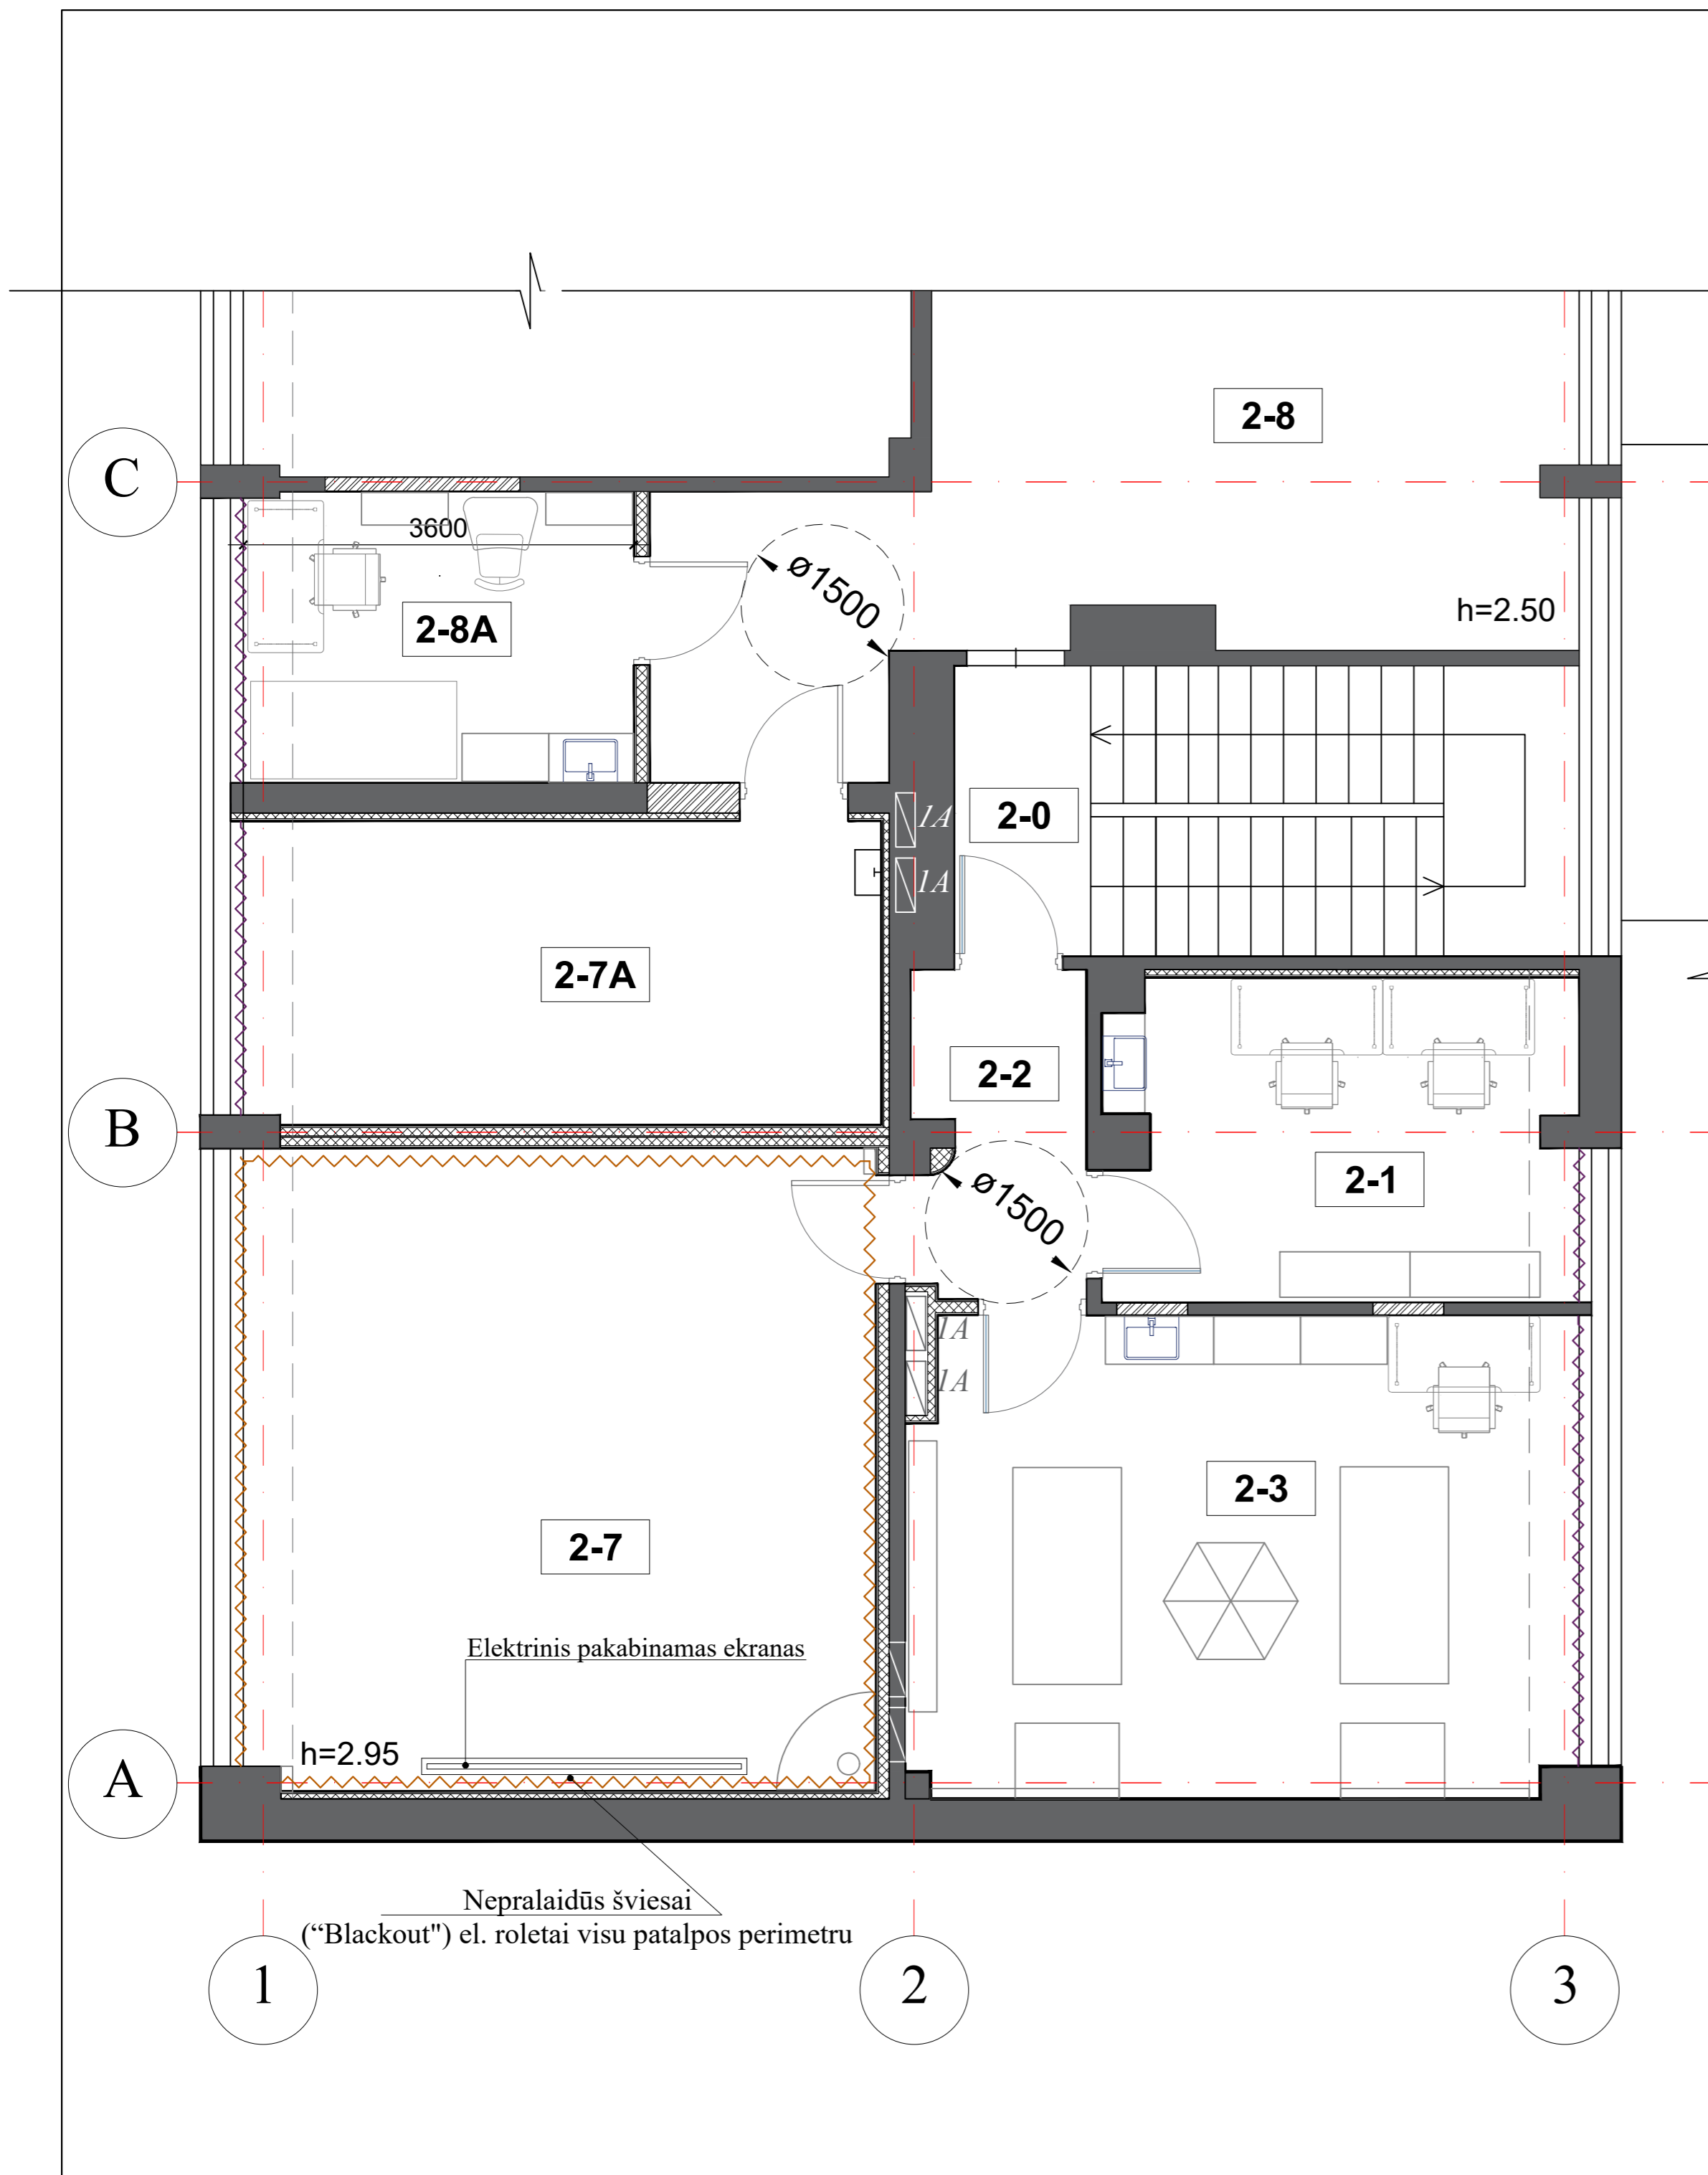 2-8
C
3600
ø1500
h=2.50
2-8A
2-0
1A
1A
2-7A
2-2
B
2-1
ø1500
1A
1A
2-3
2-7
Elektrinis pakabinamas ekranas
h=2.95
A
Nepralaidūs šviesai
(“Blackout") el. roletai visu patalpos perimetru
1
2
3